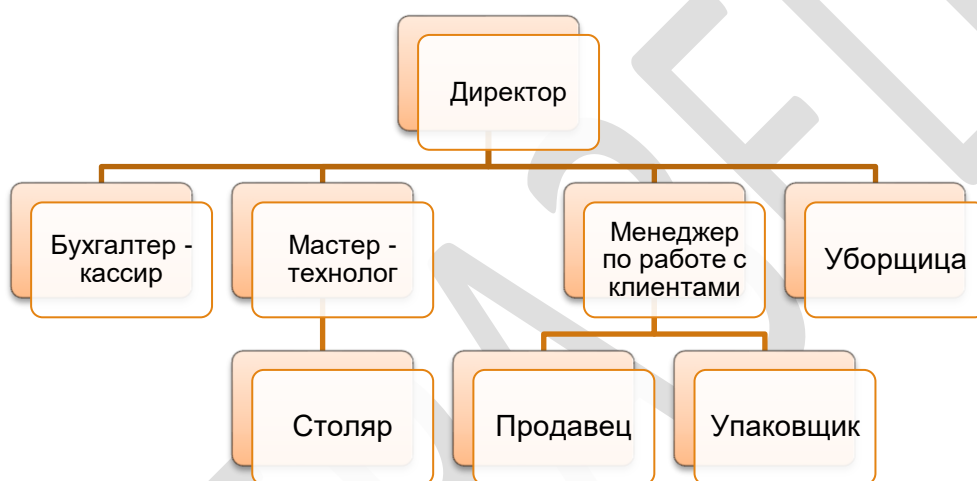 Директор
Бухгалтер -
кассир
Мастер -
технолог
Менеджер
по работе с
клиентами
Уборщица
Столяр
Продавец
Упаковщик